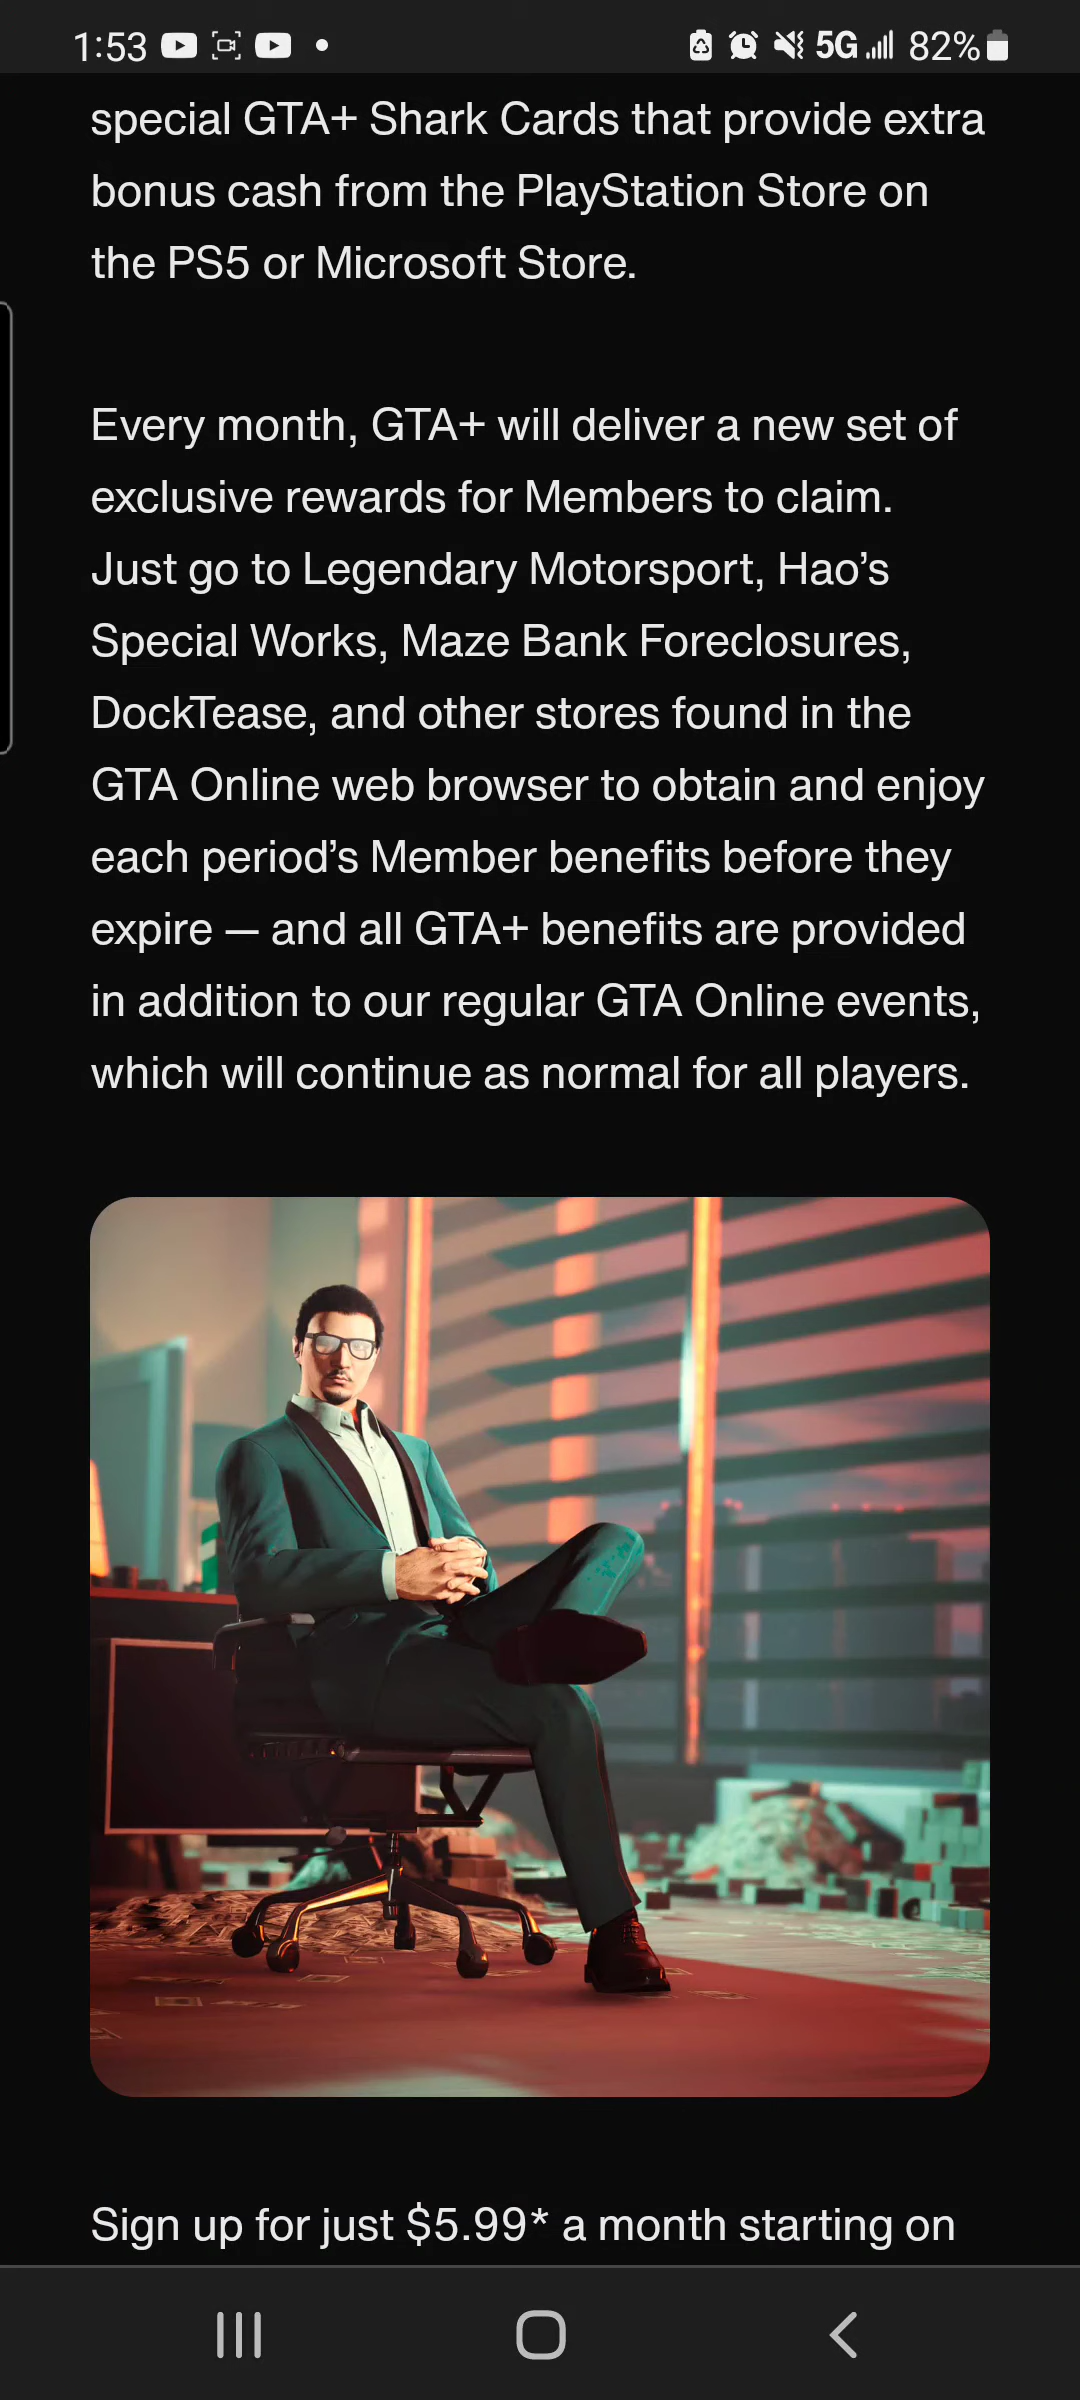 1:53
5G 82%
special GTA+ Shark Cards that provide extra
bonus cash from the PlayStation Store on
the PS5 or Microsoft Store.
Every month, GTA+ will deliver a new set of
exclusive rewards for Members to claim.
Just go to Legendary Motorsport, Hao’s
Special Works, Maze Bank Foreclosures,
DockTease, and other stores found in the
GTA Online web browser to obtain and enjoy
each period’s Member benefits before they
expire — and all GTA+ benefits are provided
in addition to our regular GTA Online events,
which will continue as normal for all players.
Sign up for just $5.99* a month starting on